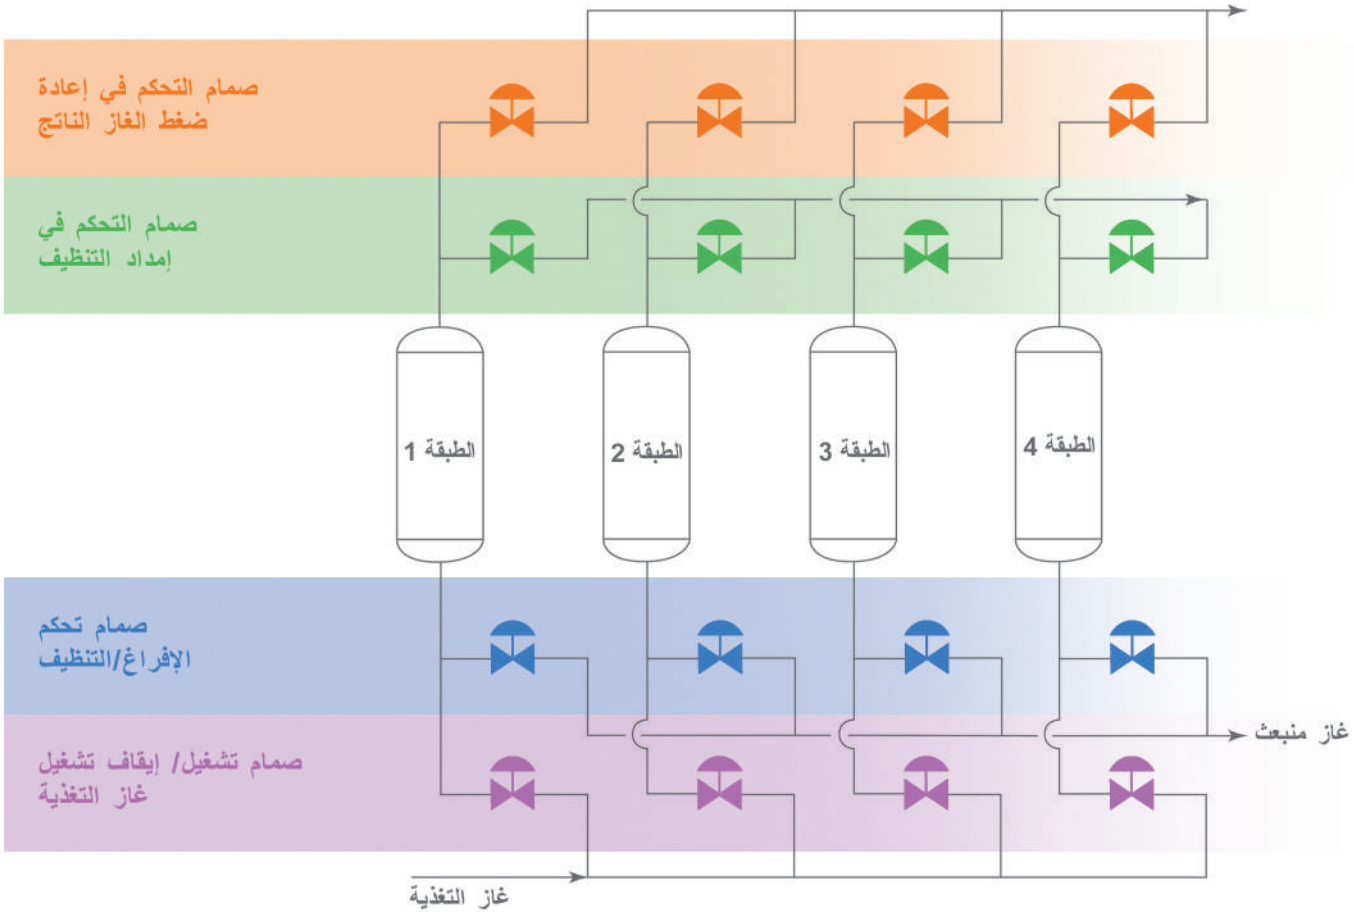 صمام التحكم في إعادة
ضغط الغاز الناتج
صمام التحكم في
إمداد التنظيف
الطبقة 1
الطبقة 2
الطبقة 3
الطبقة 4
صمام تحكم
الإفراغ/التنظيف
غاز منبعث
صمام تشغيل/ إيقاف تشغيل
غاز التغذية
غاز التغذية